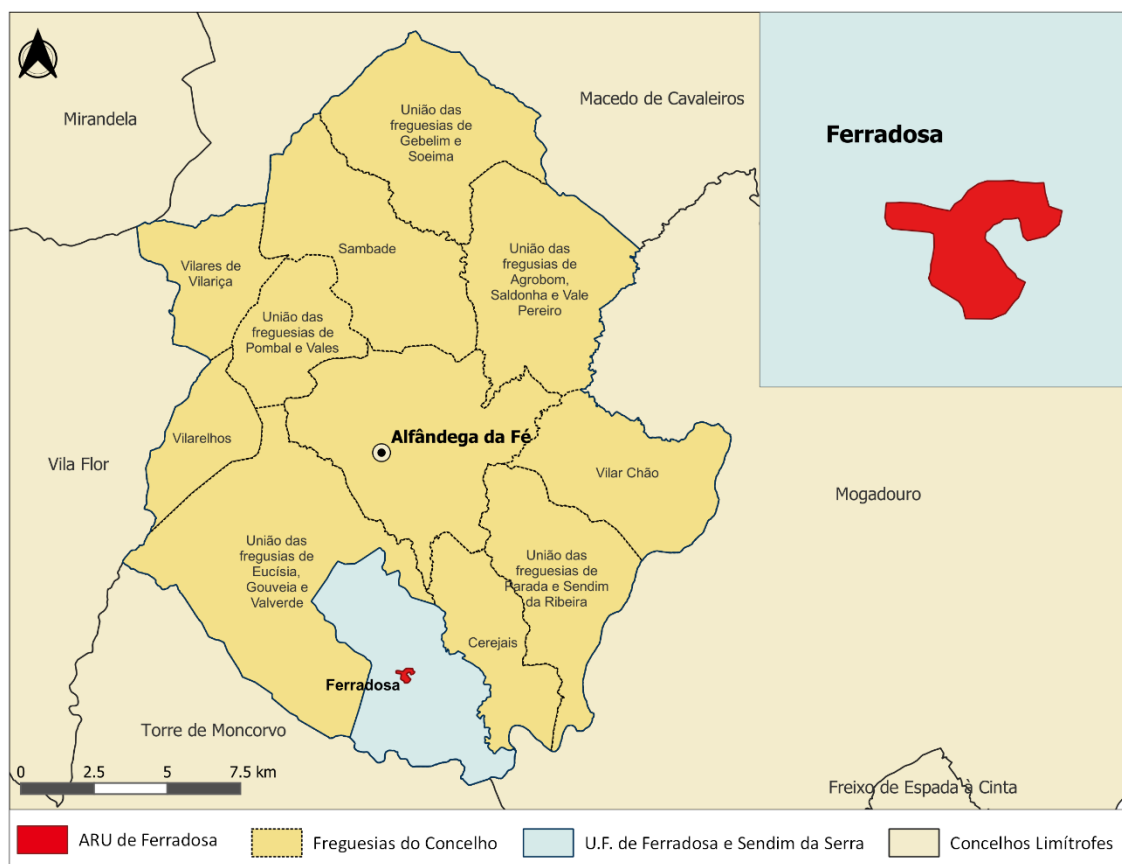 Mirandela
Macedo de Cavaleiros
União das
freguesias de
Gebelim e
Soeima
Ferradosa
Sambade
Vilares de
Vilariça
União das
fregusias de
Agrobom,
Saldonha e Vale
Pereiro
União das
freguesias de
Pombal e Vales
Alfândega da Fé
Vilarelhos
Vila Flor
Vilar Chão
Mogadouro
União das
fregusias de
Eucísia,
Gouveia e
Valverde
União das
freguesias de
Parada e Sendim
da Ribeira
Cerejais
Ferradosa
Torre de Moncorvo
0 2.5 5 7.5 km
Freixo de Espada à Cinta
ARU de Ferradosa
Freguesias do Concelho
U.F. de Ferradosa e Sendim da Serra
Concelhos Limítrofes